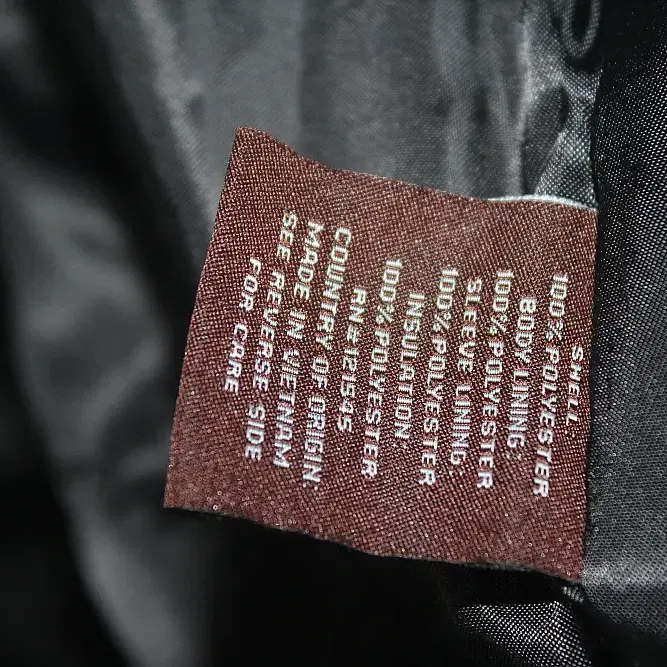 SHELL
100% POLYESTER
BODY LINING:
100% POLYESTER
SLEEVE LINING
100% POLYESTER
INSULATION
100% POLYESTER
RN#121545
COUNTRY OF ORIGIN:
MADE IN VIETNAM
SEE REVERSE SIDE
FOR CARE